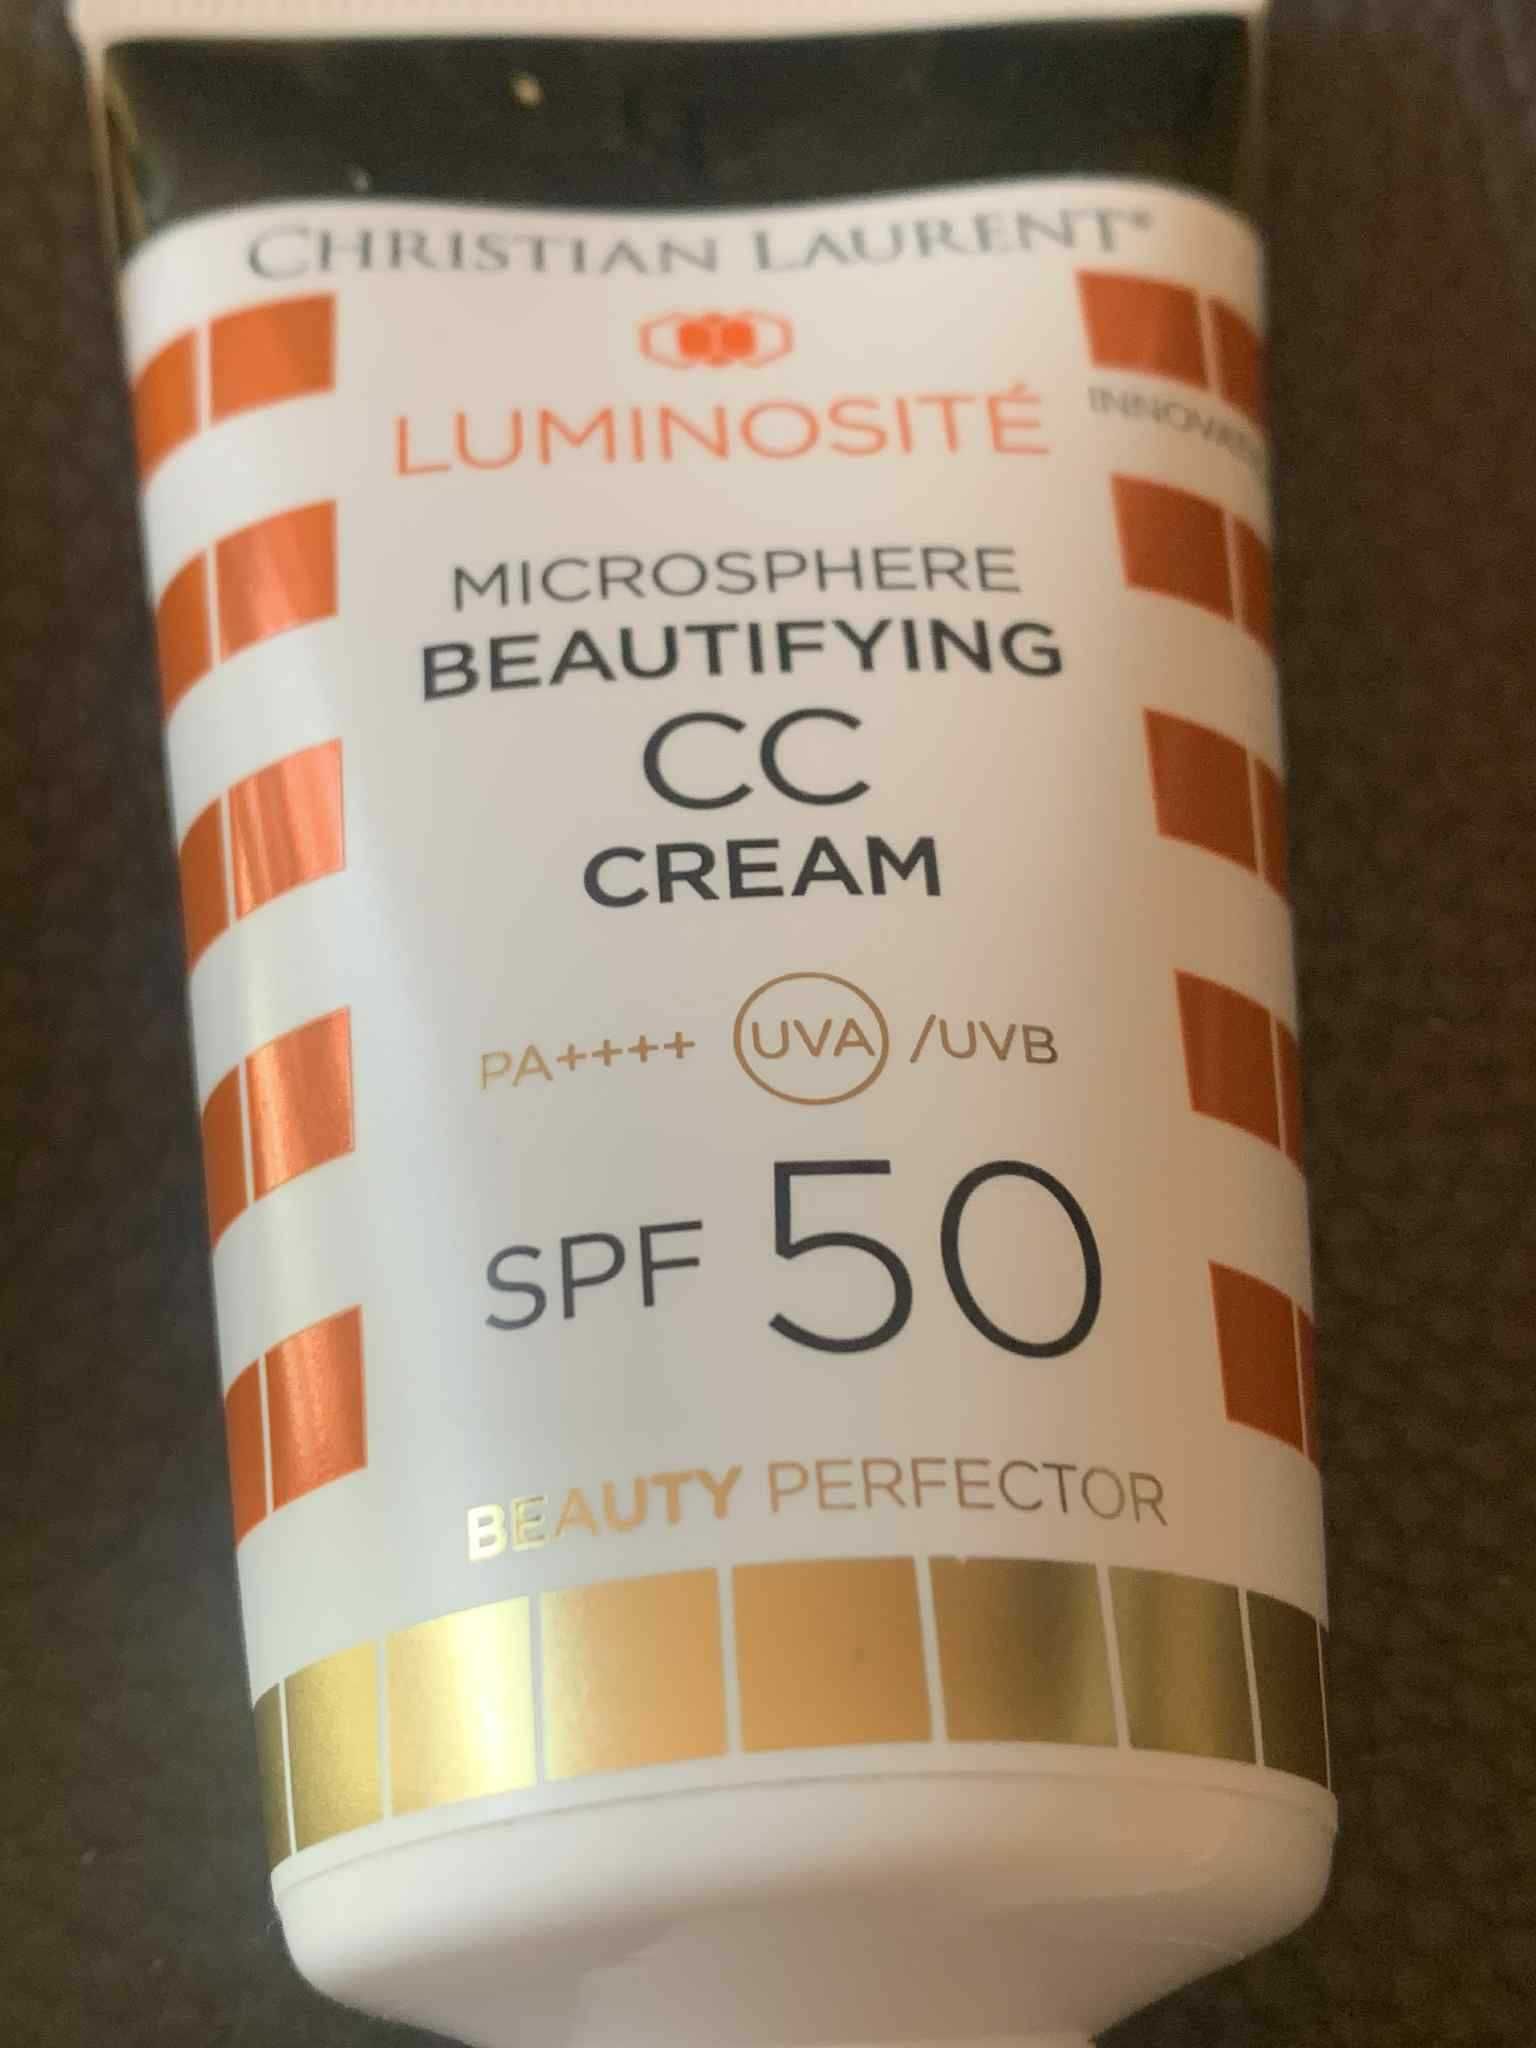 CHRISTIAN LAURENT®
LUMINOSITÉ
MICROSPHERE
BEAUTIFYING
CC
CREAM
PA++++ UVA /UVB
SPF 50
BEAUTY PERFECTOR